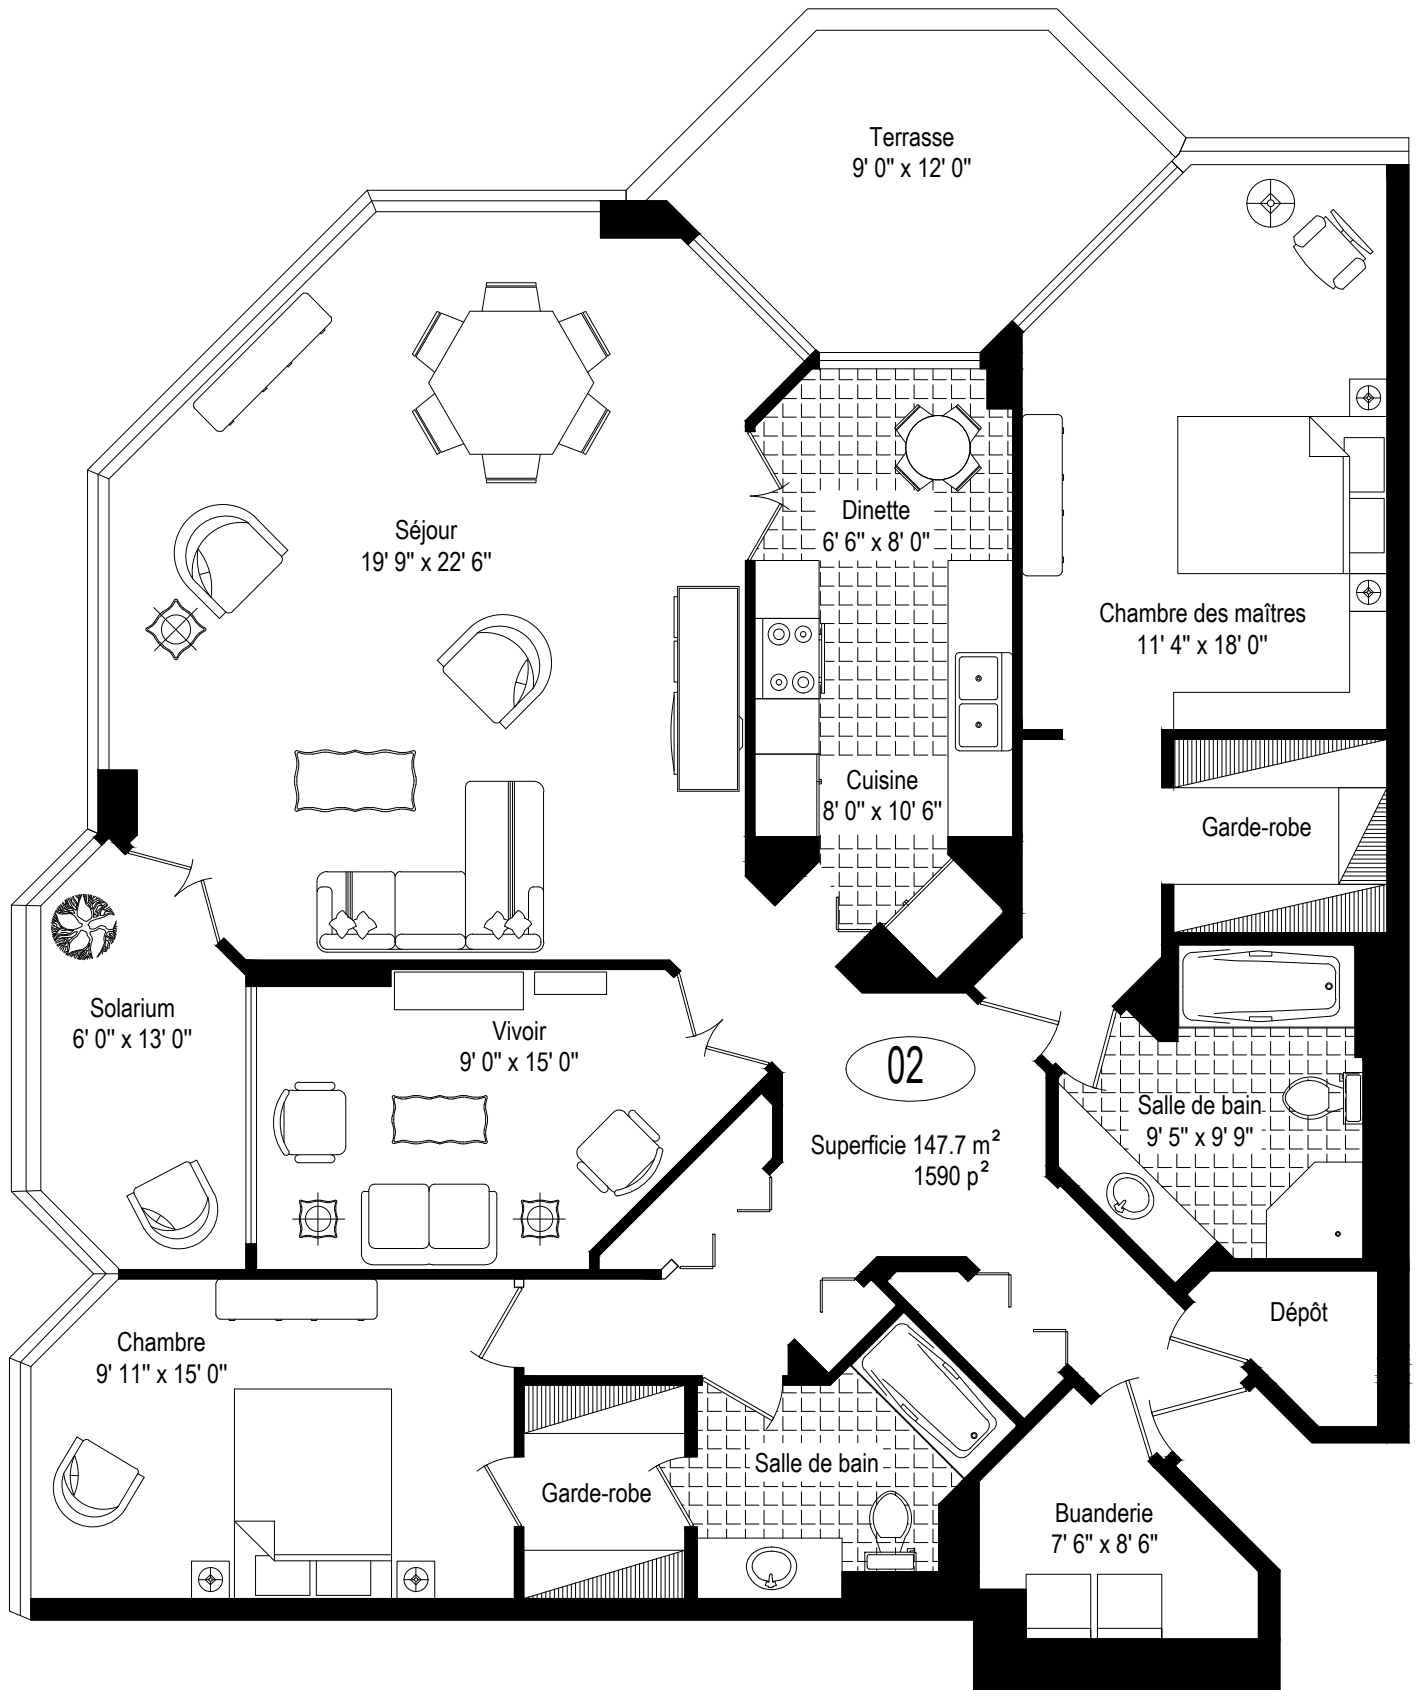 Terrasse
9' 0" x 12' 0"
Séjour
19' 9" x 22' 6"
Dinette
6' 6" x 8' 0"
Chambre des maîtres
11' 4" x 18' 0"
Cuisine
8' 0" x 10' 6"
Garde-robe
Solarium
6' 0" x 13' 0"
Vivoir
9' 0" x 15' 0"
02
Superficie 147.7 m²
1590 p²
Salle de bain
9' 5" x 9' 9"
Dépôt
Chambre
9' 11" x 15' 0"
Garde-robe
Salle de bain
Buanderie
7' 6" x 8' 6"